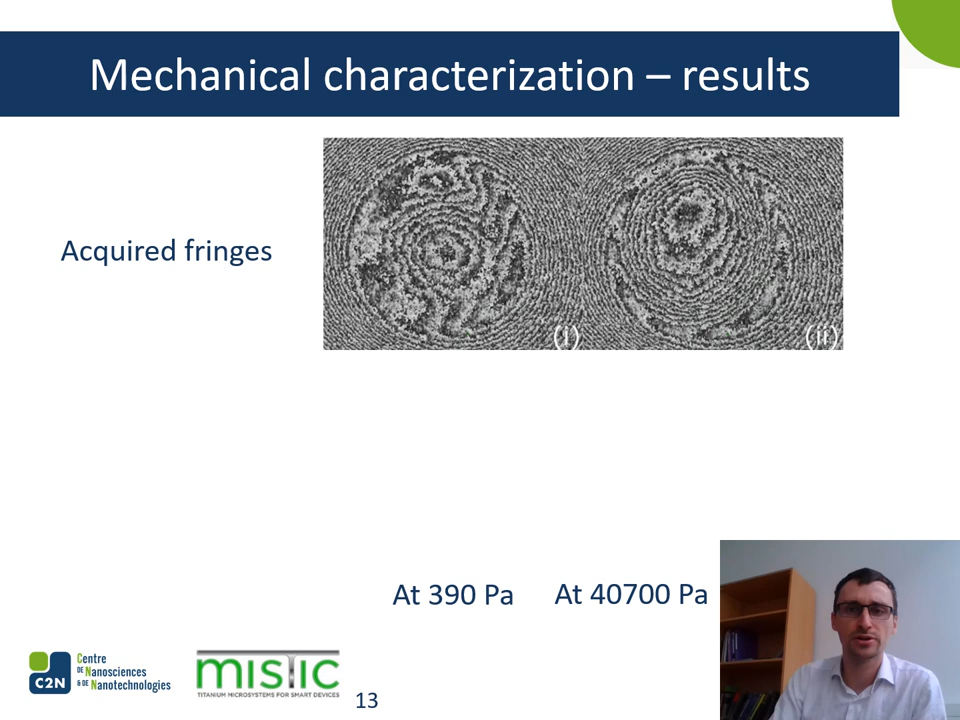 Mechanical characterization – results
Acquired fringes
(i)
(ii)
At 390 Pa
At 40700 Pa
C2N
Centre
DE Nanosciences
& DE Nanotechnologies
mistic
TITANIUM MICROSYSTEMS FOR SMART DEVICES
13